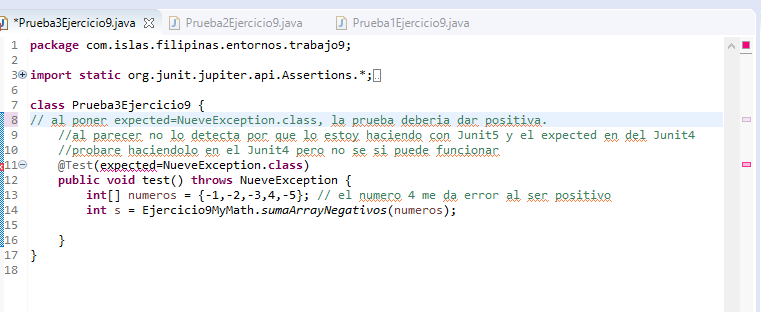 *Prueba3Ejercicio9.java Prueba2Ejercicio9.java Prueba1Ejercicio9.java
1 package com.islas.filipinas.entornos.trabajo9;
2
3 import static org.junit.jupiter.api.Assertions.*;
6
7 class Prueba3Ejercicio9 {
8 // al poner expected=NueveException.class, la prueba deberia dar positiva.
9 //al parecer no lo detecta por que lo estoy haciendo con Junit5 y el expected en del Junit4
10 //probare haciendolo en el Junit4 pero no se si puede funcionar
11 @Test(expected=NueveException.class)
12 public void test() throws NueveException {
13 int[] numeros = {-1,-2,-3,4,-5}; // el numero 4 me da error al ser positivo
14 int s = Ejercicio9MyMath.sumaArrayNegativos(numeros);
15
16 }
17 }
18